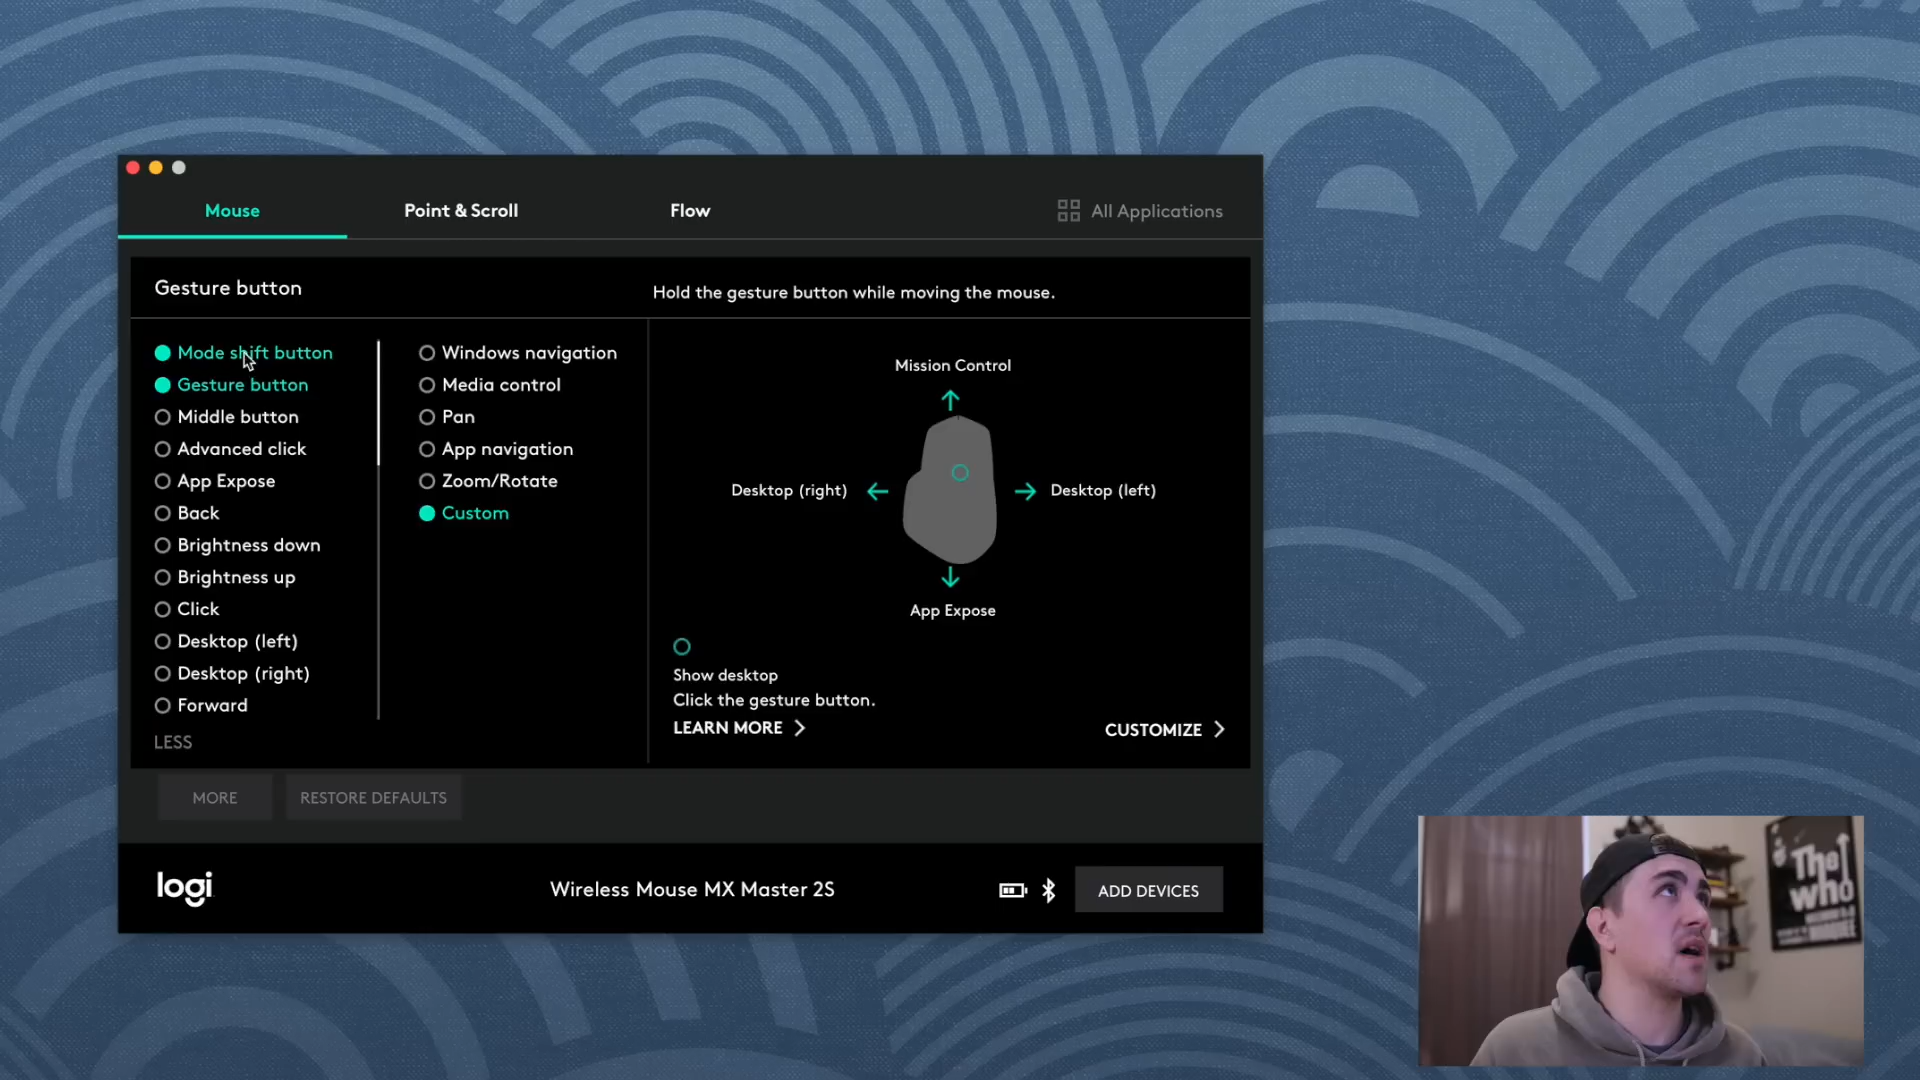 Mouse
Point & Scroll
Flow
All Applications
Gesture button
Hold the gesture button while moving the mouse.
Mode shift button
Gesture button
Middle button
Advanced click
App Expose
Back
Brightness down
Brightness up
Click
Desktop (left)
Desktop (right)
Forward
LESS
Windows navigation
Media control
Pan
App navigation
Zoom/Rotate
Custom
Mission Control
Desktop (right)
Desktop (left)
App Expose
Show desktop
Click the gesture button.
LEARN MORE
CUSTOMIZE
MORE
RESTORE DEFAULTS
logi
Wireless Mouse MX Master 2S
ADD DEVICES
The
who